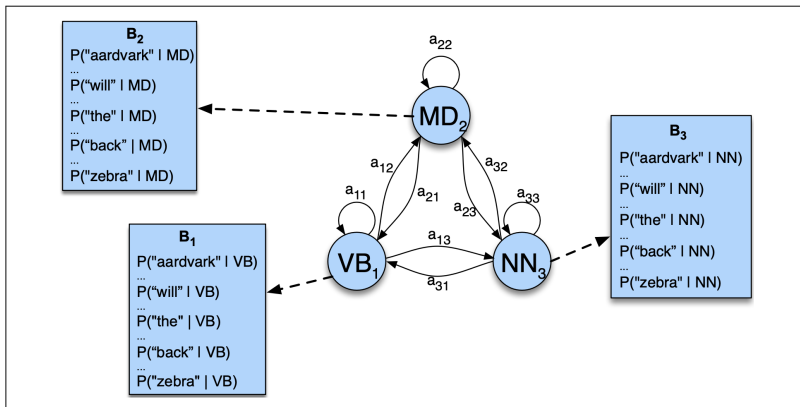 B2
P("aardvark" | MD)
...
P(“will” | MD)
...
P("the" | MD)
...
P(“back” | MD)
...
P("zebra" | MD)
a22
MD2
B3
P("aardvark" | NN)
...
P(“will” | NN)
...
P("the" | NN)
...
P(“back” | NN)
...
P("zebra" | NN)
a12
a32
a11
a21
a23
a33
B1
P("aardvark" | VB)
...
P(“will” | VB)
...
P("the" | VB)
...
P(“back” | VB)
...
P("zebra" | VB)
VB1
a13
NN3
a31